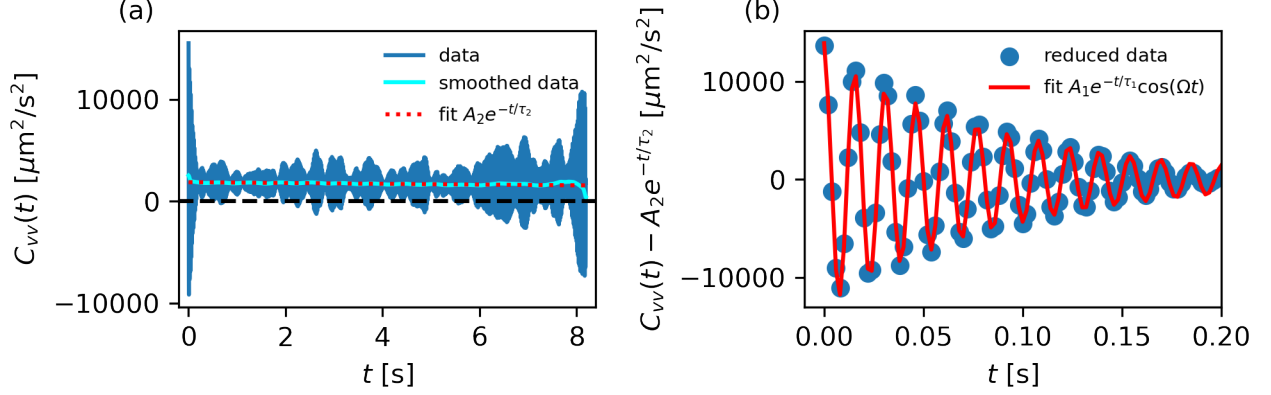 (a)
C_vv(t) [μm²/s²]
10000
0
−10000
data
smoothed data
fit A₂e^{−t/τ₂}
0 2 4 6 8
t [s]
(b)
C_vv(t) − A₂e^{−t/τ₂} [μm²/s²]
10000
0
−10000
reduced data
fit A₁e^{−t/τ₁}cos(Ωt)
0.00 0.05 0.10 0.15 0.20
t [s]